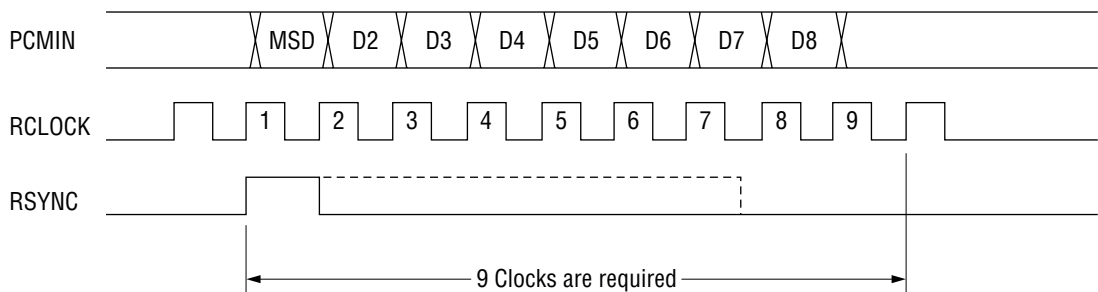 PCMIN MSD D2 D3 D4 D5 D6 D7 D8
RCLOCK 1 2 3 4 5 6 7 8 9
RSYNC
9 Clocks are required